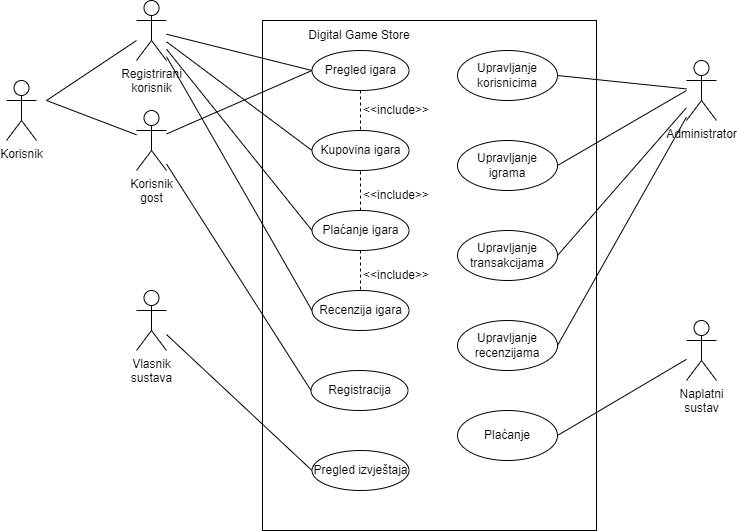 Digital Game Store
Registrirani
korisnik
Pregled igara
Upravljanje
korisnicima
<<include>>
Administrator
Korisnik
Kupovina igara
Upravljanje
igrama
Korisnik
gost
<<include>>
Plaćanje igara
Upravljanje
transakcijama
<<include>>
Recenzija igara
Upravljanje
recenzijama
Vlasnik
sustava
Registracija
Naplatni
sustav
Plaćanje
Pregled izvještaja